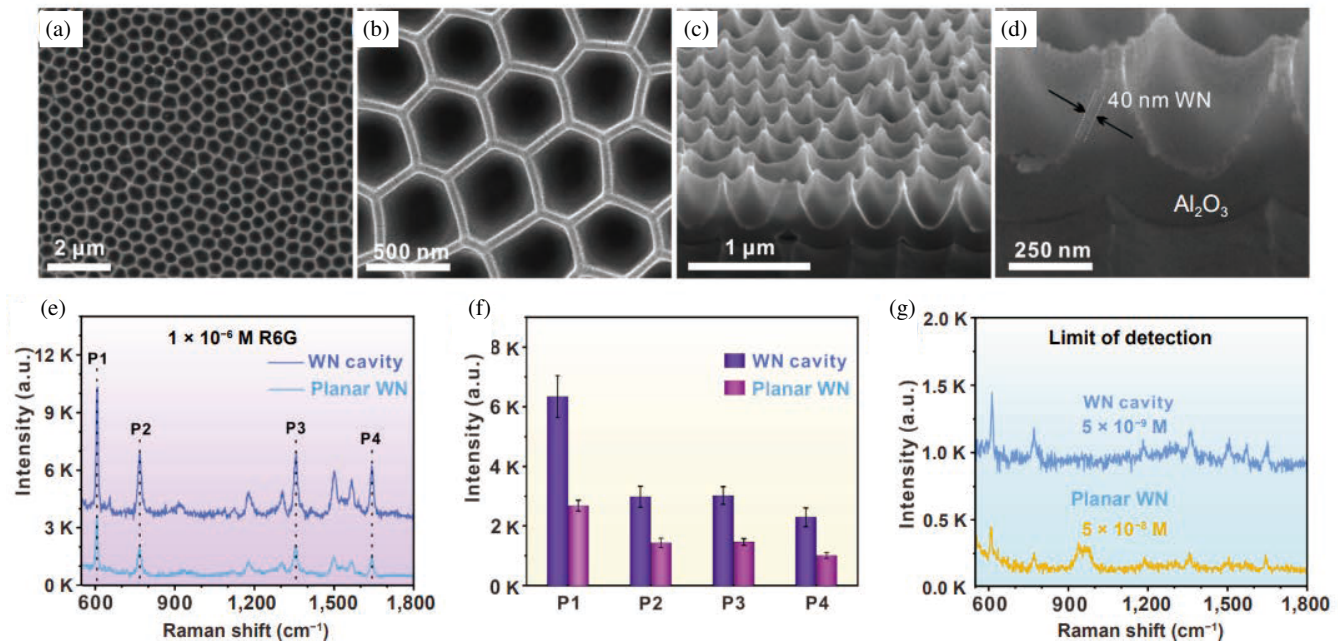 (a)
2 μm
(b)
500 nm
(c)
1 μm
(d)
40 nm WN
Al₂O₃
250 nm
(e)
1 × 10⁻⁶ M R6G
WN cavity
Planar WN
P1
P2
P3
P4
12 K
9 K
6 K
3 K
0 K
Intensity (a.u.)
600
900
1,200
1,500
1,800
Raman shift (cm⁻¹)
(f)
WN cavity
Planar WN
8 K
6 K
4 K
2 K
0 K
Intensity (a.u.)
P1
P2
P3
P4
(g)
Limit of detection
WN cavity
5 × 10⁻⁹ M
Planar WN
5 × 10⁻⁸ M
2.0 K
1.5 K
1.0 K
0.5 K
0.0 K
Intensity (a.u.)
600
900
1,200
1,500
1,800
Raman shift (cm⁻¹)